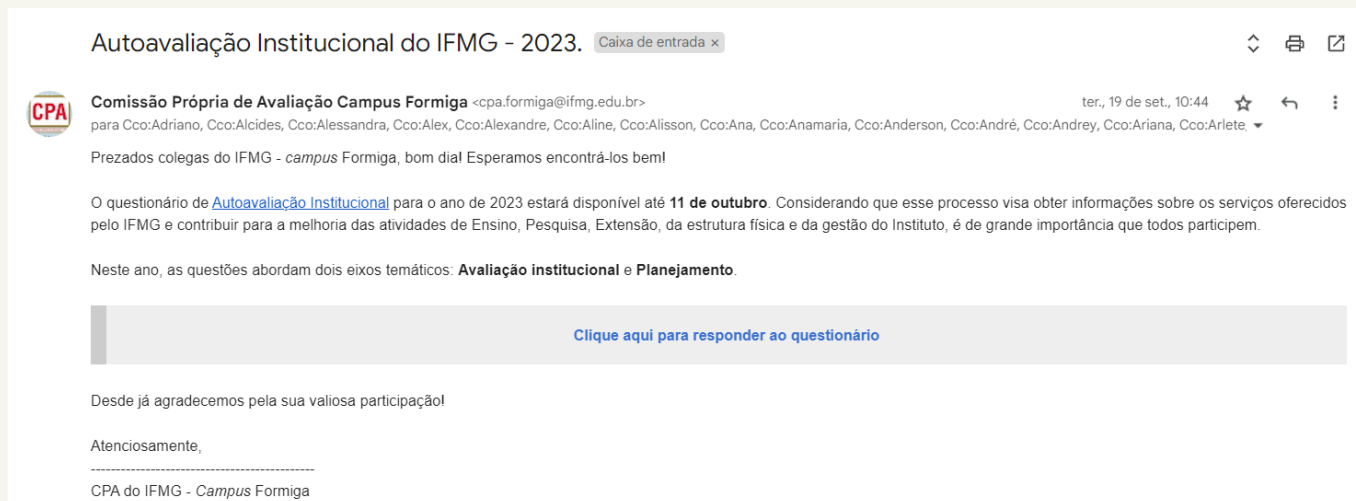 Autoavaliação Institucional do IFMG - 2023. Caixa de entrada ×
CPA
Comissão Própria de Avaliação Campus Formiga <cpa.formiga@ifmg.edu.br> ter., 19 de set., 10:44
para Cco:Adriano, Cco:Alcides, Cco:Alessandra, Cco:Alex, Cco:Alexandre, Cco:Aline, Cco:Alisson, Cco:Ana, Cco:Anamaria, Cco:Anderson, Cco:André, Cco:Andrey, Cco:Ariana, Cco:Arlete,
Prezados colegas do IFMG - campus Formiga, bom dia! Esperamos encontrá-los bem!
O questionário de Autoavaliação Institucional para o ano de 2023 estará disponível até 11 de outubro. Considerando que esse processo visa obter informações sobre os serviços oferecidos
pelo IFMG e contribuir para a melhoria das atividades de Ensino, Pesquisa, Extensão, da estrutura física e da gestão do Instituto, é de grande importância que todos participem.
Neste ano, as questões abordam dois eixos temáticos: Avaliação institucional e Planejamento.
Clique aqui para responder ao questionário
Desde já agradecemos pela sua valiosa participação!
Atenciosamente,
---------------------------------------------
CPA do IFMG - Campus Formiga